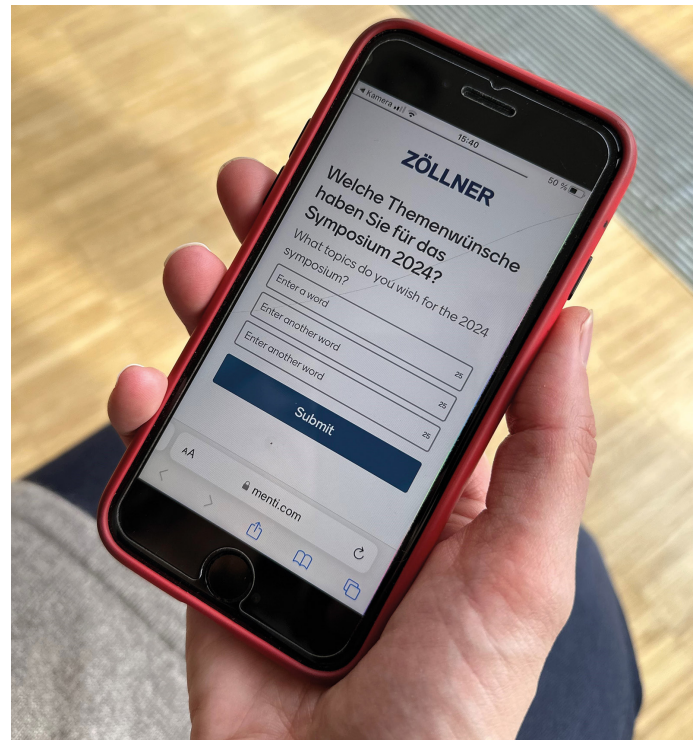 Kamera
15:40
50 %
ZÖLLNER
Welche Themenwünsche
haben Sie für das
Symposium 2024?
What topics do you wish for the 2024
symposium?
Enter a word
25
Enter another word
25
Enter another word
25
Submit
AA
menti.com